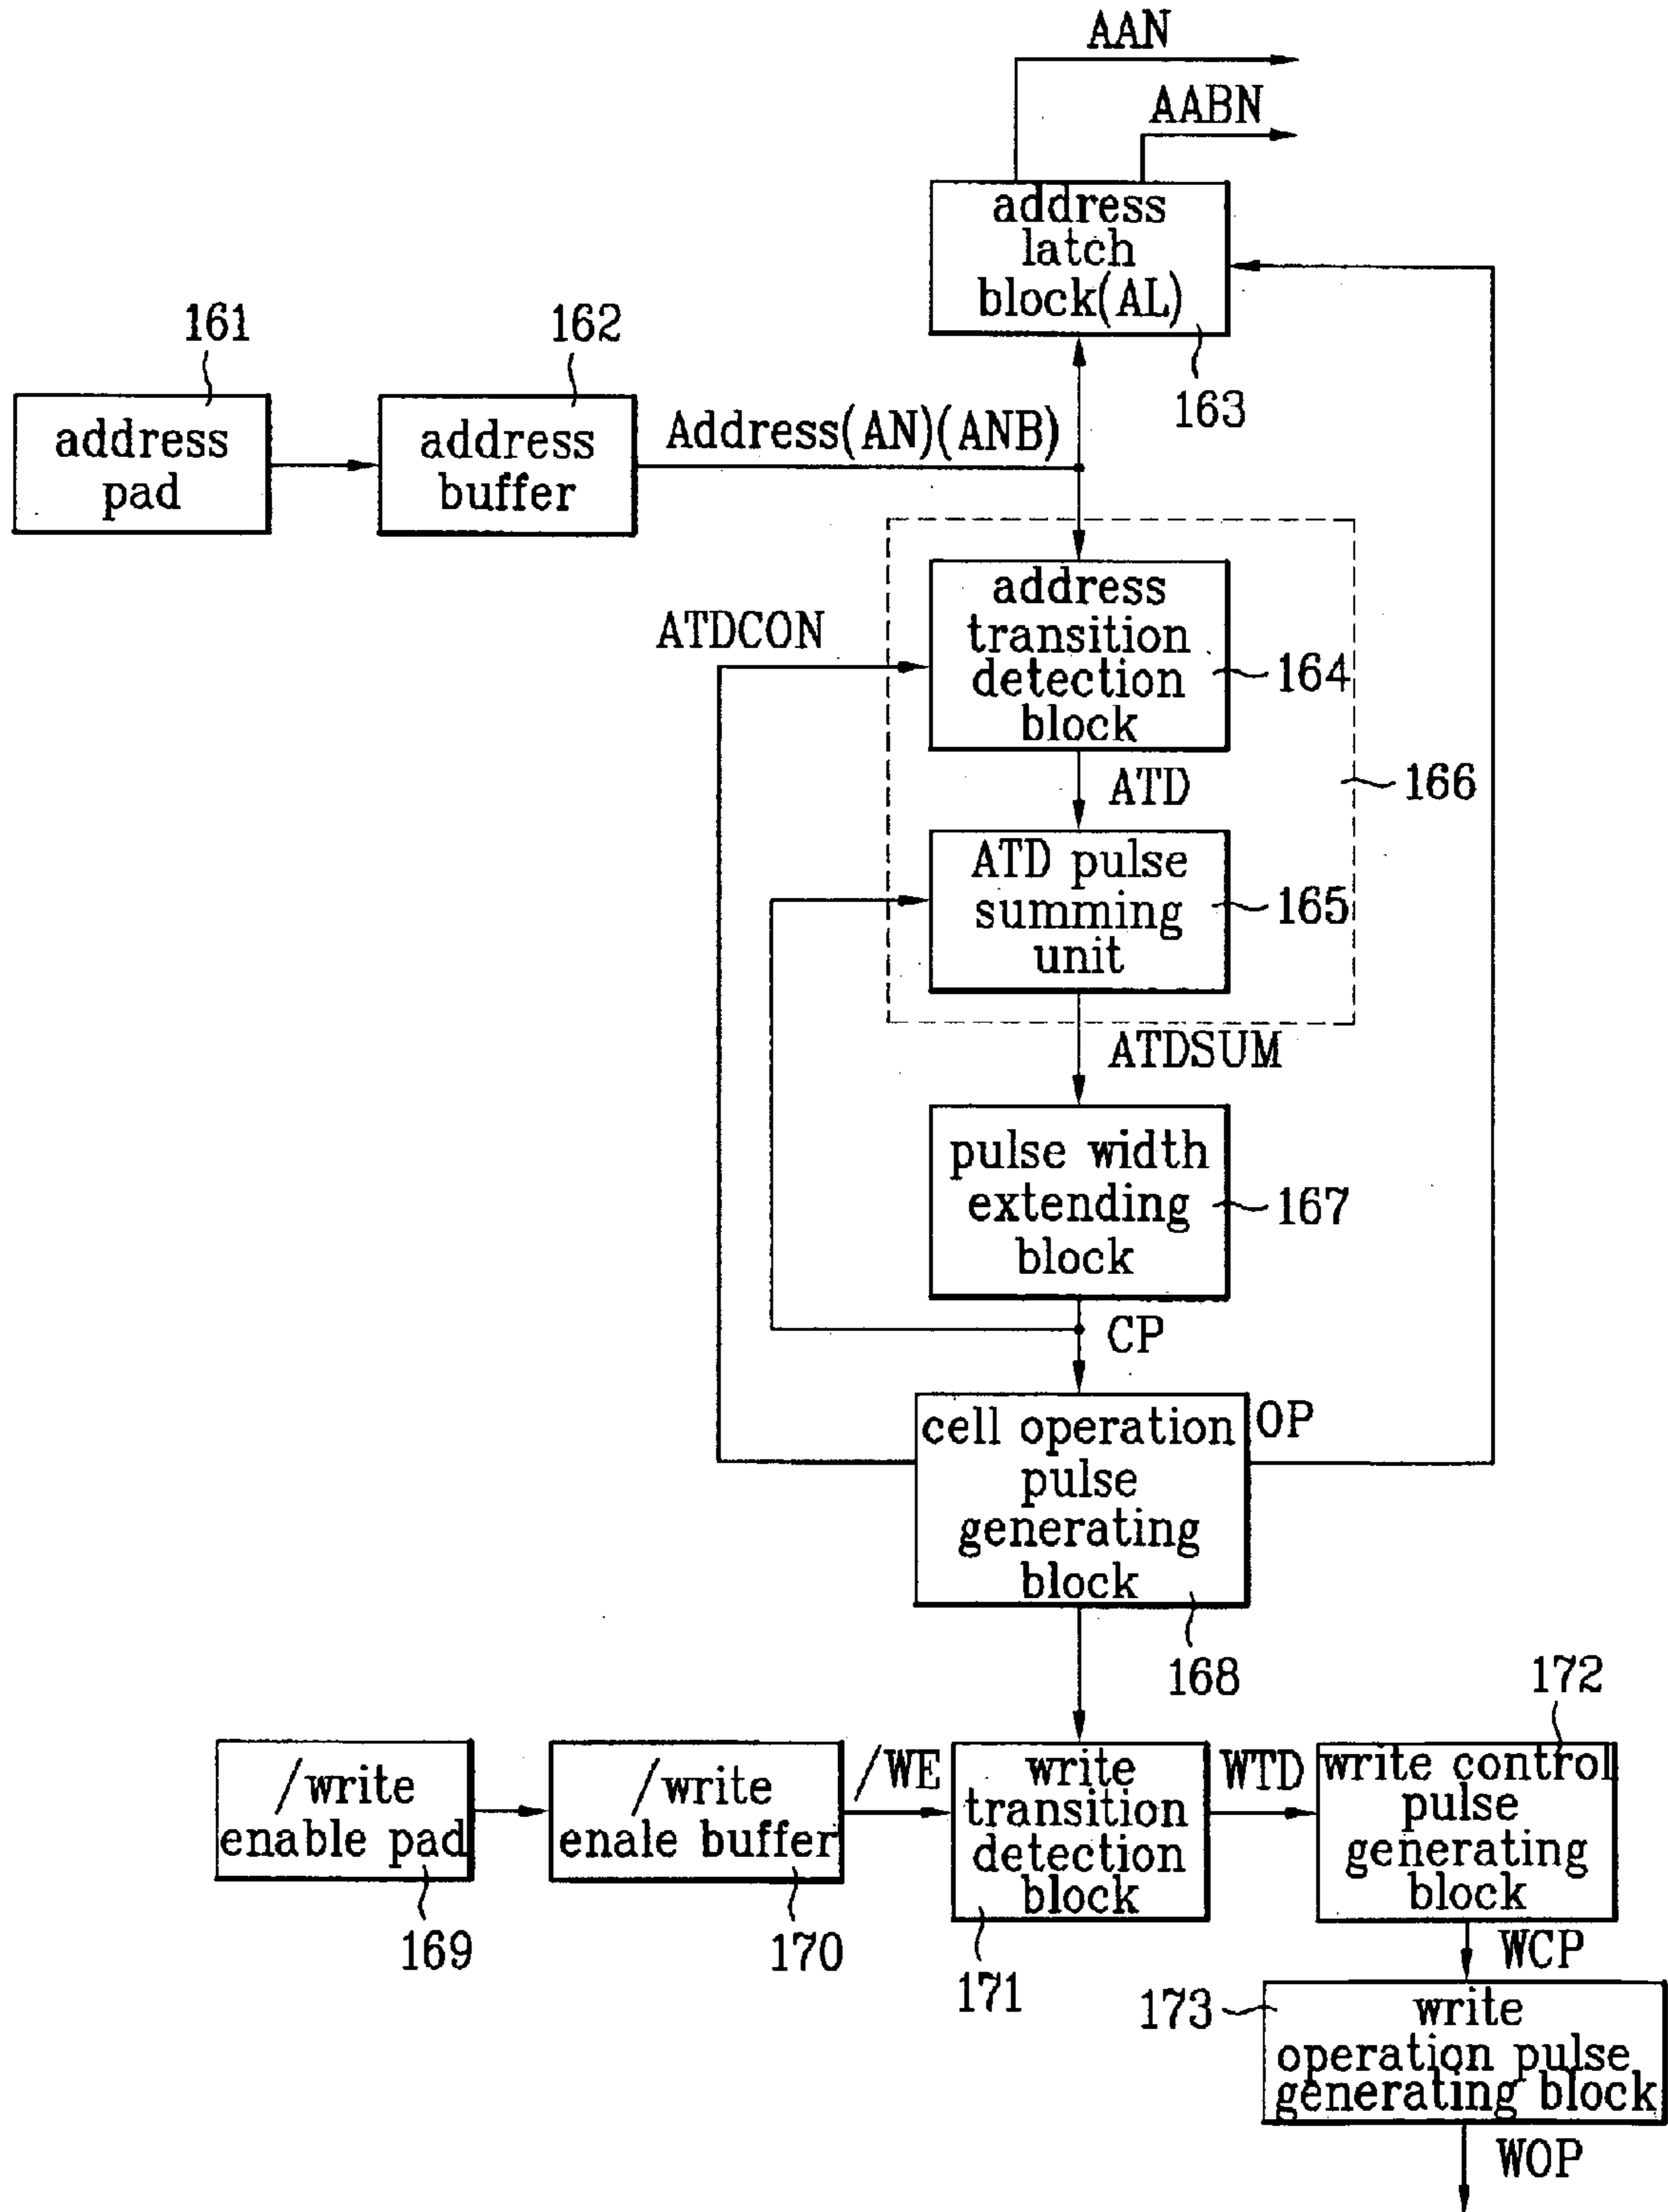 AAN
AABN
address
latch
block(AL)
163
161
162
address
pad
address
buffer
Address(AN)(ANB)
ATDCON
address
transition
detection
block
164
166
ATD
ATD pulse
summing
unit
165
ATDSUM
pulse width
extending
block
167
CP
cell operation
pulse
generating
block
OP
168
172
/write
enable pad
169
/write
enale buffer
170
/WE
write
transition
detection
block
171
WTD
write control
pulse
generating
block
WCP
173
write
operation pulse
generating block
WOP